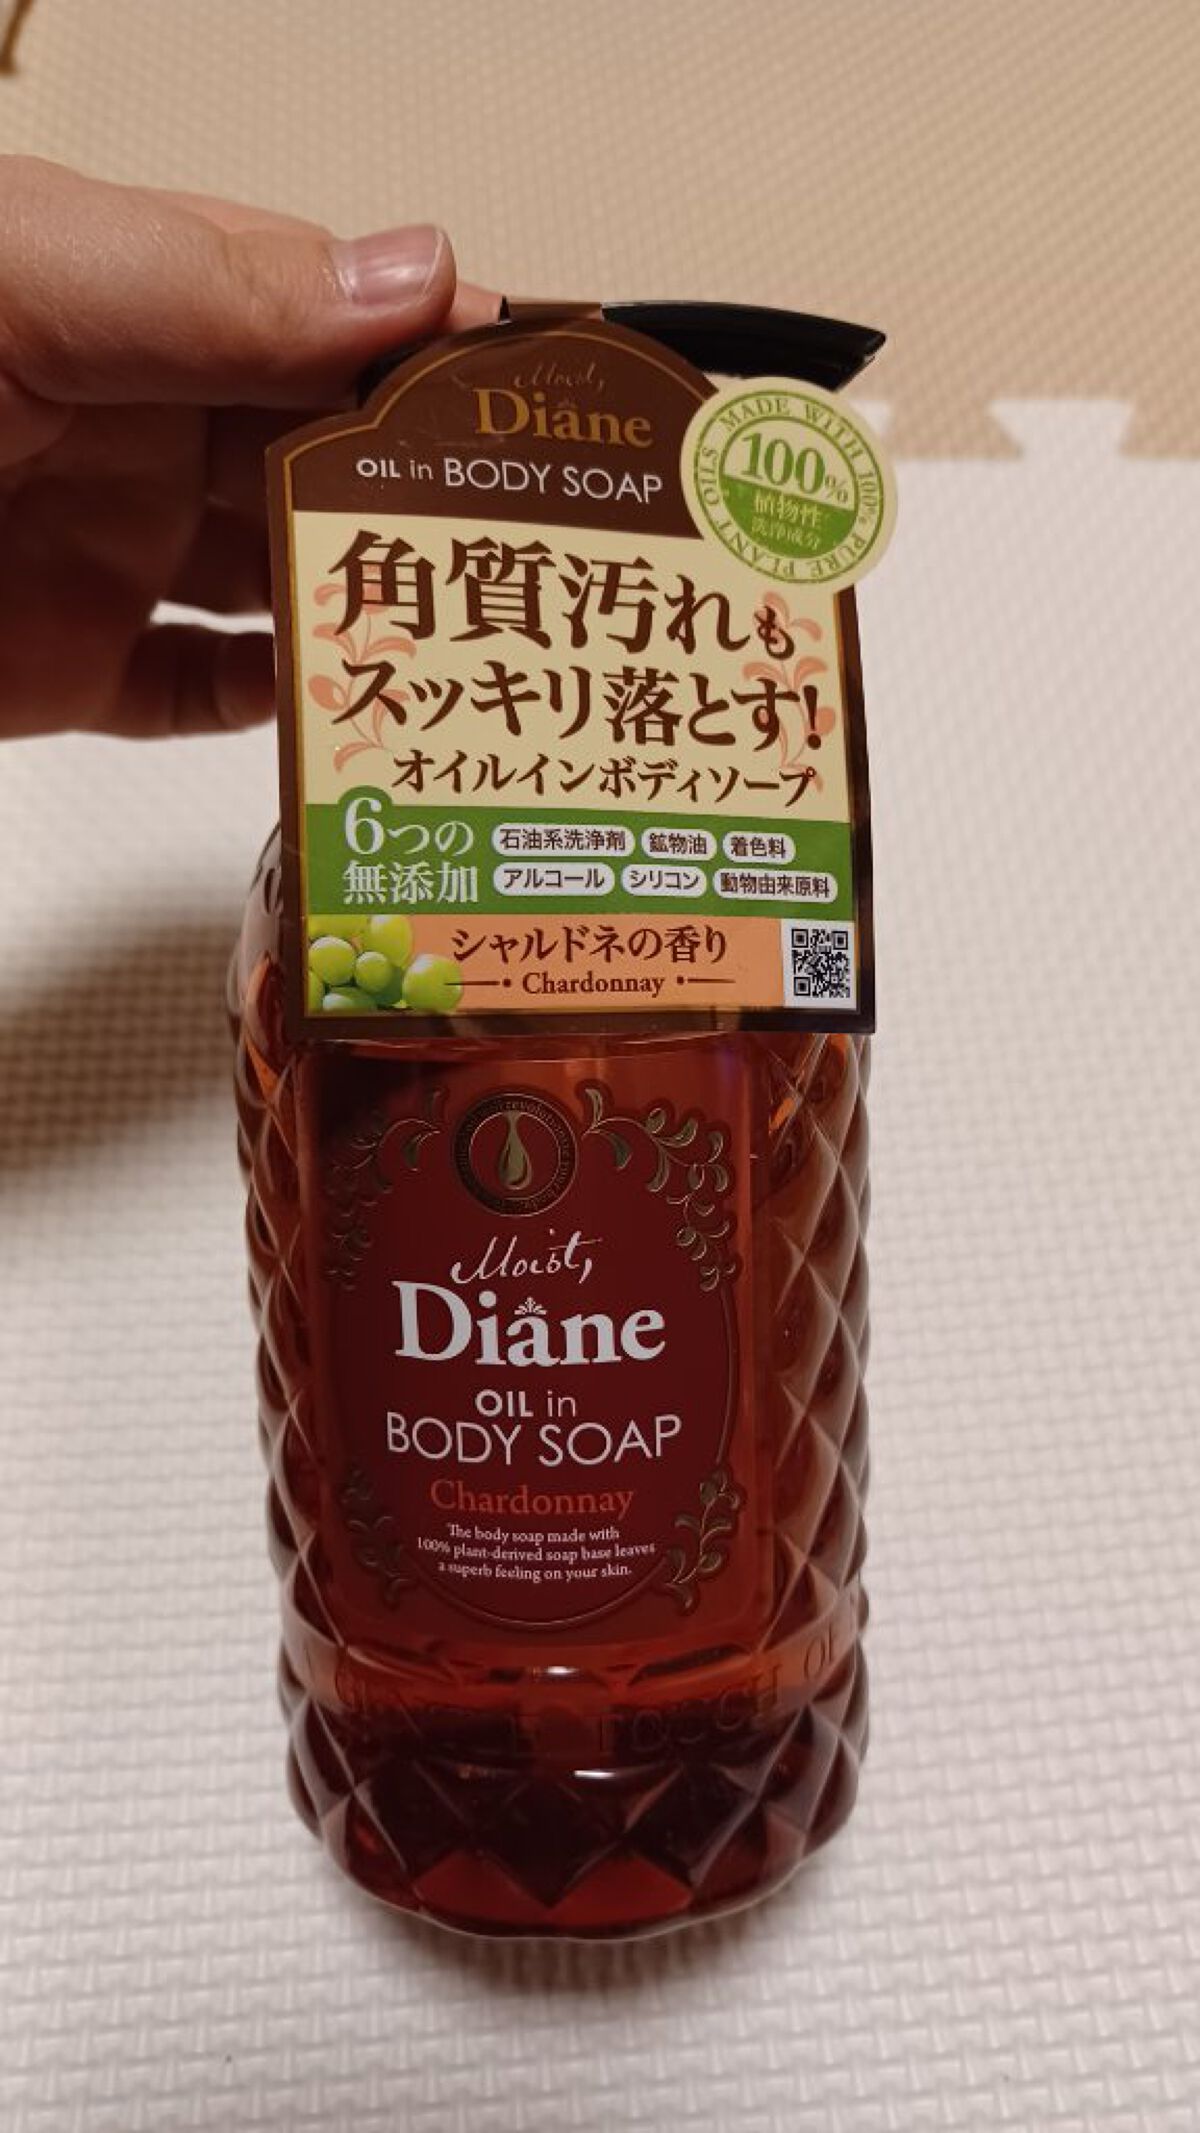 Moist,
Diane
OIL in BODY SOAP
MADE WITH 100% PURE PLANT OILS
100%
植物性
洗浄成分
角質汚れも
スッキリ落とす!
オイルインボディソープ
6つの
無添加
石油系洗浄剤 鉱物油 着色料
アルコール シリコン 動物由来原料
シャルドネの香り
Chardonnay
Moist,
Diane
OIL in
BODY SOAP
Chardonnay
The body soap made with
100% plant-derived soap base leaves
a superb feeling on your skin.
GENTLE TOUCH